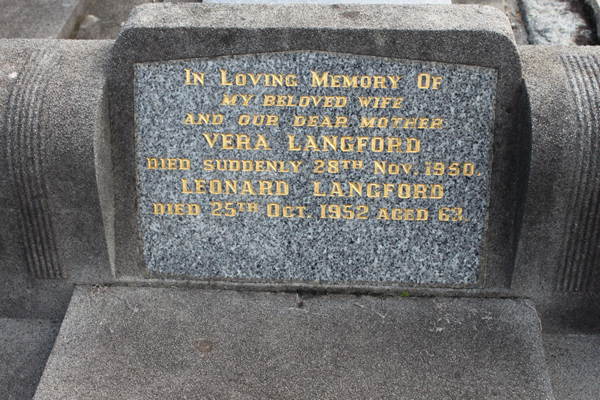 In Loving Memory Of
MY BELOVED WIFE
AND OUR DEAR MOTHER
VERA LANGFORD
DIED SUDDENLY 28TH NOV. 1950.
LEONARD LANGFORD
DIED 25TH OCT. 1952 AGED 63.